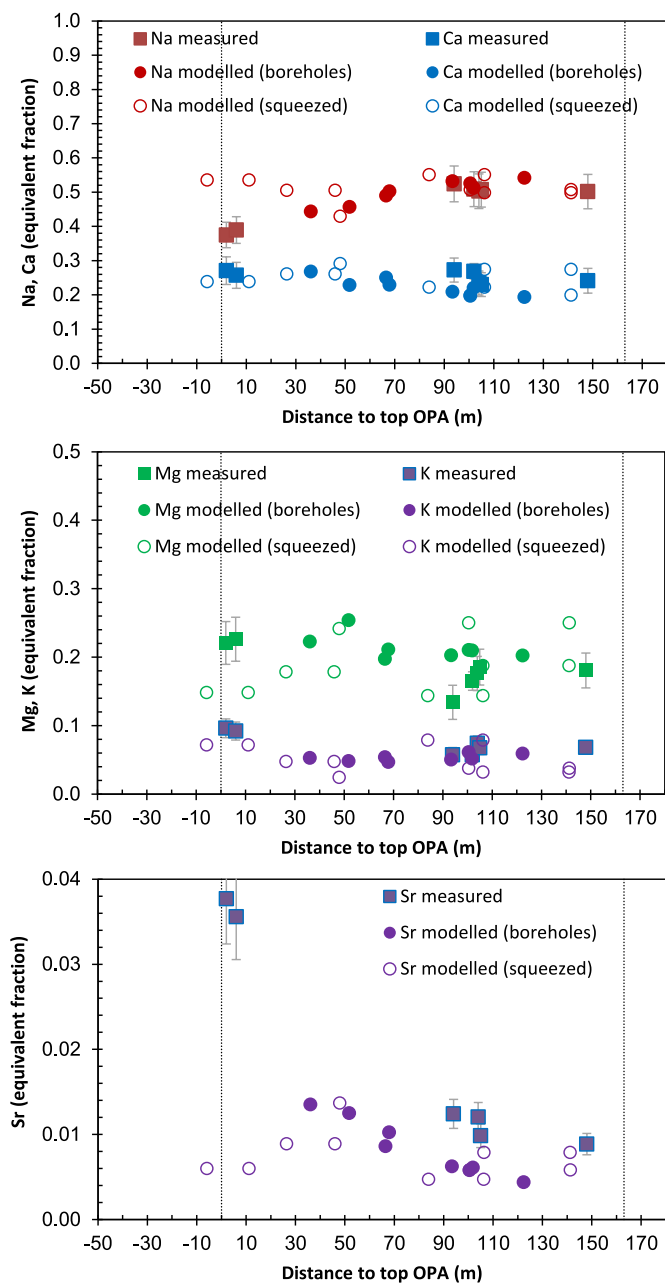 1.0
0.9
0.8
0.7
0.6
0.5
0.4
0.3
0.2
0.1
0.0
Na, Ca (equivalent fraction)
Na measured
Ca measured
Na modelled (boreholes)
Ca modelled (boreholes)
Na modelled (squeezed)
Ca modelled (squeezed)
-50 -30 -10 10 30 50 70 90 110 130 150 170
Distance to top OPA (m)
0.5
0.4
0.3
0.2
0.1
0.0
Mg, K (equivalent fraction)
Mg measured
K measured
Mg modelled (boreholes)
K modelled (boreholes)
Mg modelled (squeezed)
K modelled (squeezed)
-50 -30 -10 10 30 50 70 90 110 130 150 170
Distance to top OPA (m)
0.04
0.03
0.02
0.01
0.00
Sr (equivalent fraction)
Sr measured
Sr modelled (boreholes)
Sr modelled (squeezed)
-50 -30 -10 10 30 50 70 90 110 130 150 170
Distance to top OPA (m)